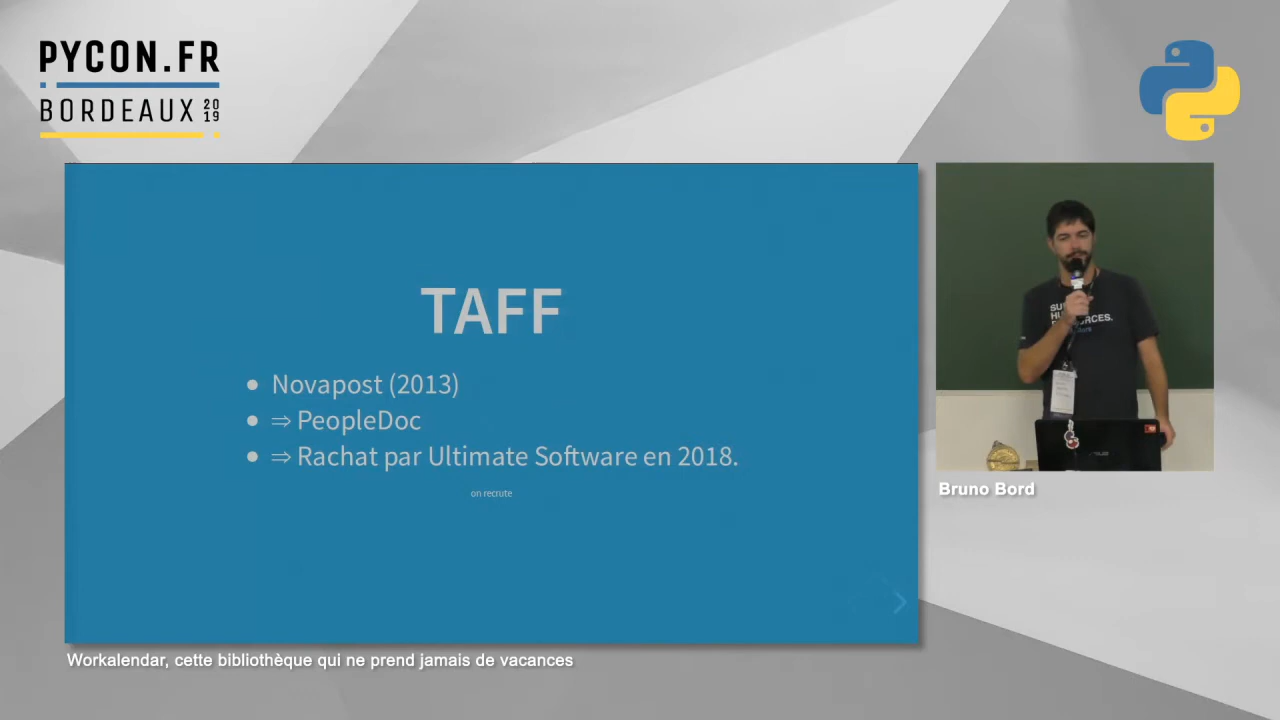 PYCON.FR
BORDEAUX 2019
TAFF
Novapost (2013)
⇒ PeopleDoc
⇒ Rachat par Ultimate Software en 2018.
on recrute
Bruno Bord
Workalendar, cette bibliothèque qui ne prend jamais de vacances